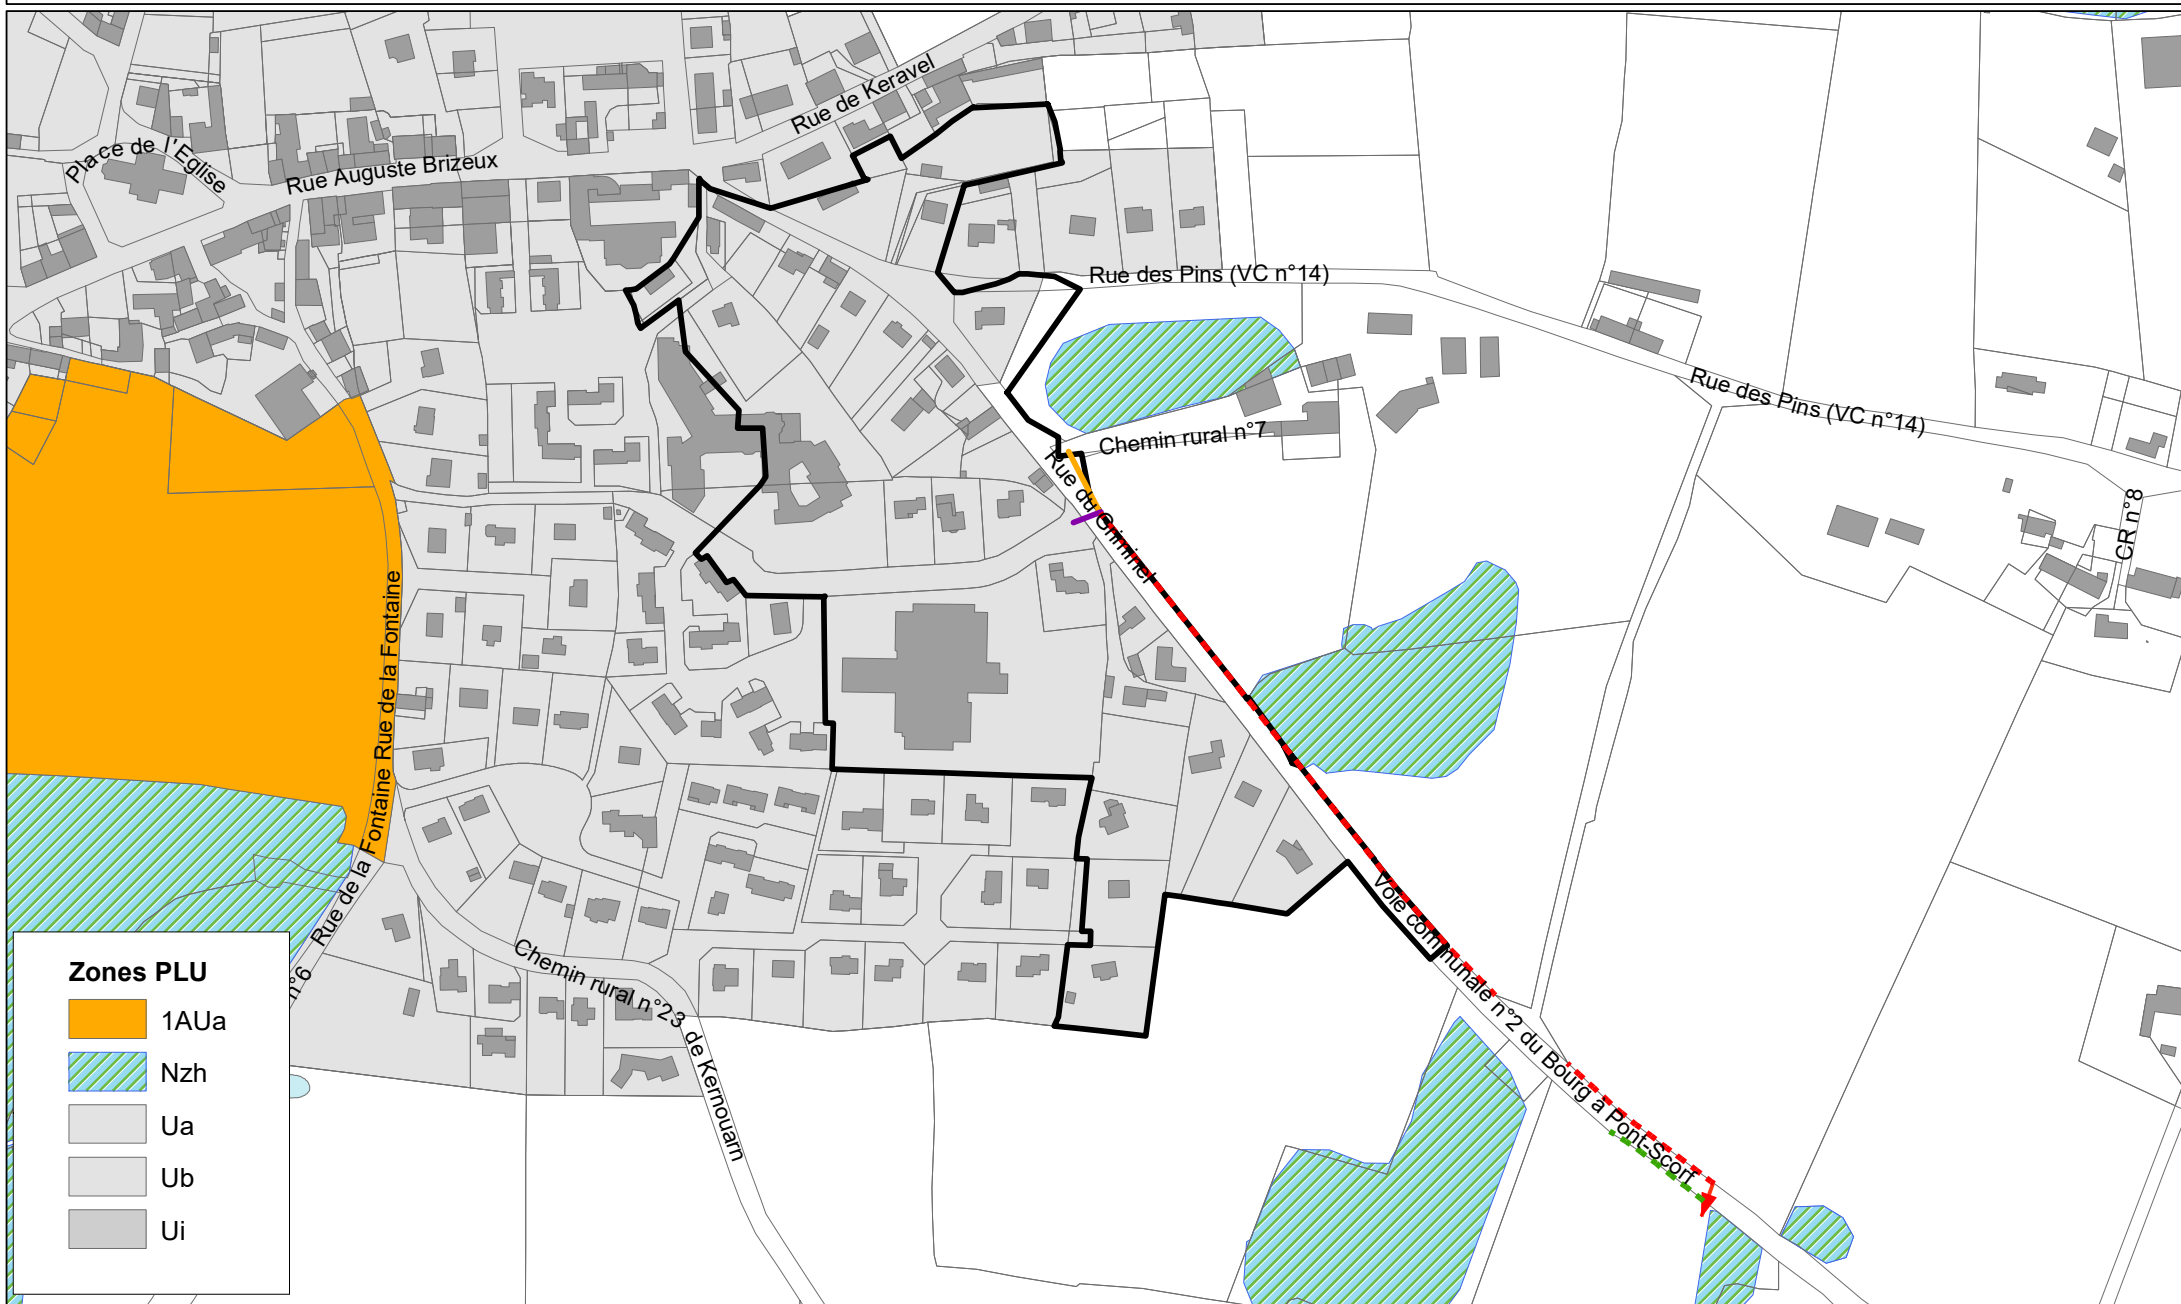 Rue de Keravel
Place de l'Eglise
Rue Auguste Brizeux
Rue des Pins (VC n°14)
Rue des Pins (VC n°14)
Chemin rural n°7
Rue du Grimmel
CR n°8
Rue de la Fontaine
Rue de la Fontaine
Voie communale n°2 du Bourg à Pont-Scorf
Chemin rural n°23 de Kernouarn
n°6
Zones PLU
1AUa
Nzh
Ua
Ub
Ui